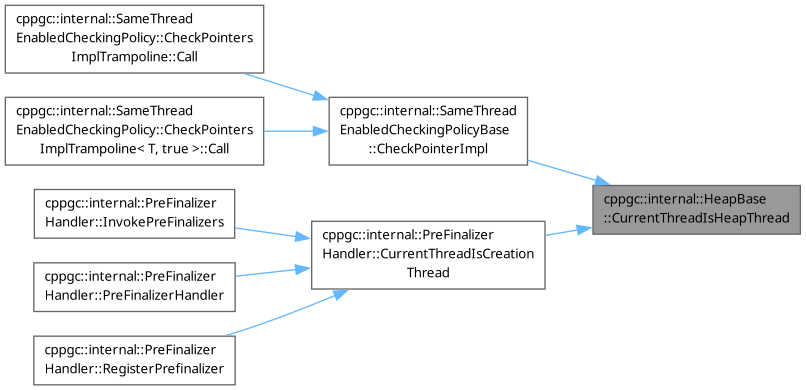 cppgc::internal::SameThread
EnabledCheckingPolicy::CheckPointers
ImplTrampoline::Call
cppgc::internal::SameThread
EnabledCheckingPolicy::CheckPointers
ImplTrampoline< T, true >::Call
cppgc::internal::SameThread
EnabledCheckingPolicyBase
::CheckPointerImpl
cppgc::internal::HeapBase
::CurrentThreadIsHeapThread
cppgc::internal::PreFinalizer
Handler::InvokePreFinalizers
cppgc::internal::PreFinalizer
Handler::CurrentThreadIsCreation
Thread
cppgc::internal::PreFinalizer
Handler::PreFinalizerHandler
cppgc::internal::PreFinalizer
Handler::RegisterPrefinalizer